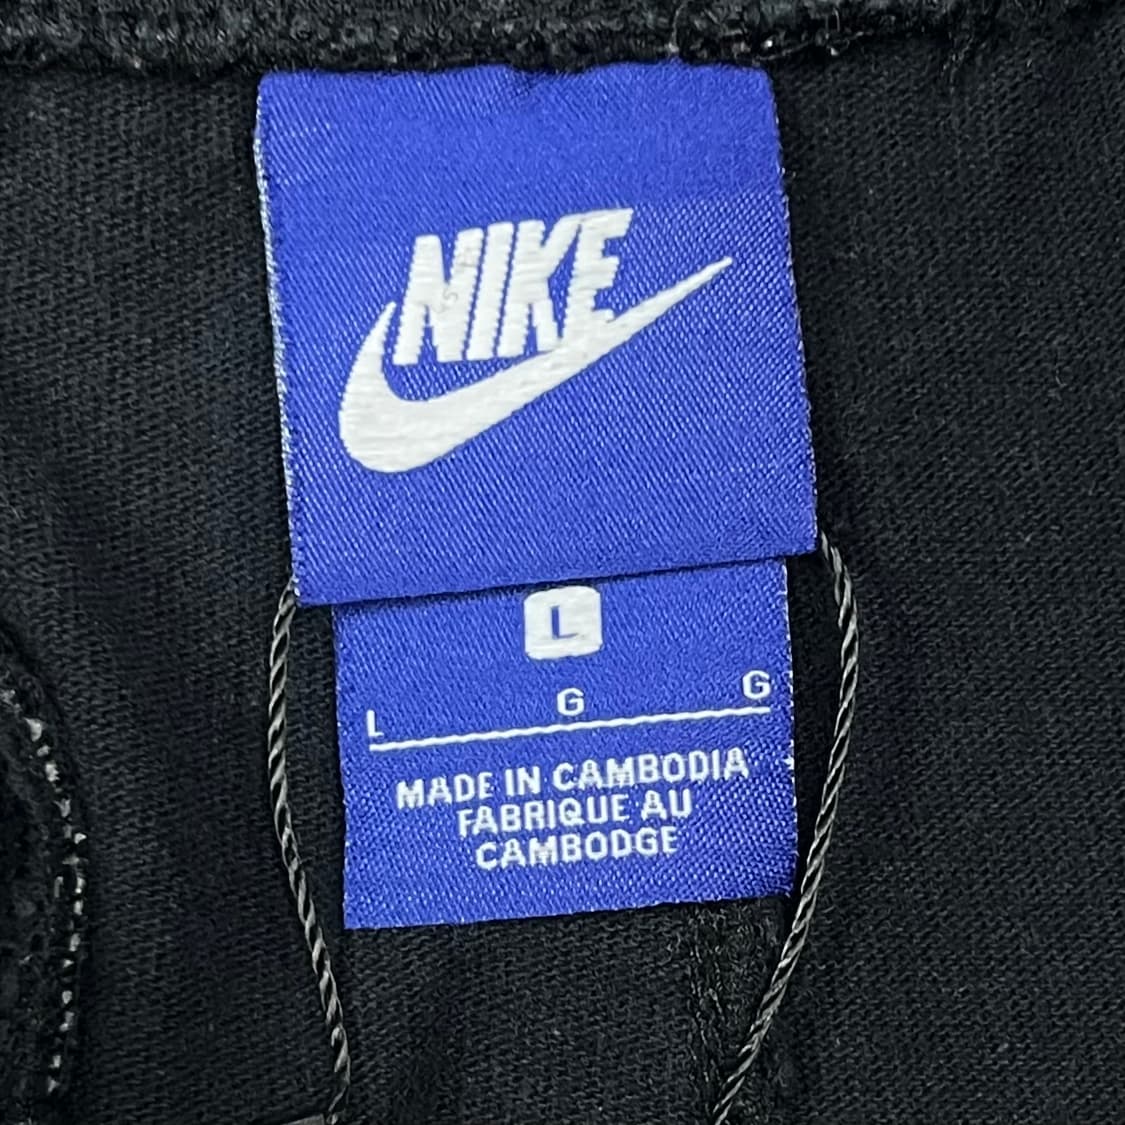 NIKE
L
L G G
MADE IN CAMBODIA
FABRIQUE AU
CAMBODGE